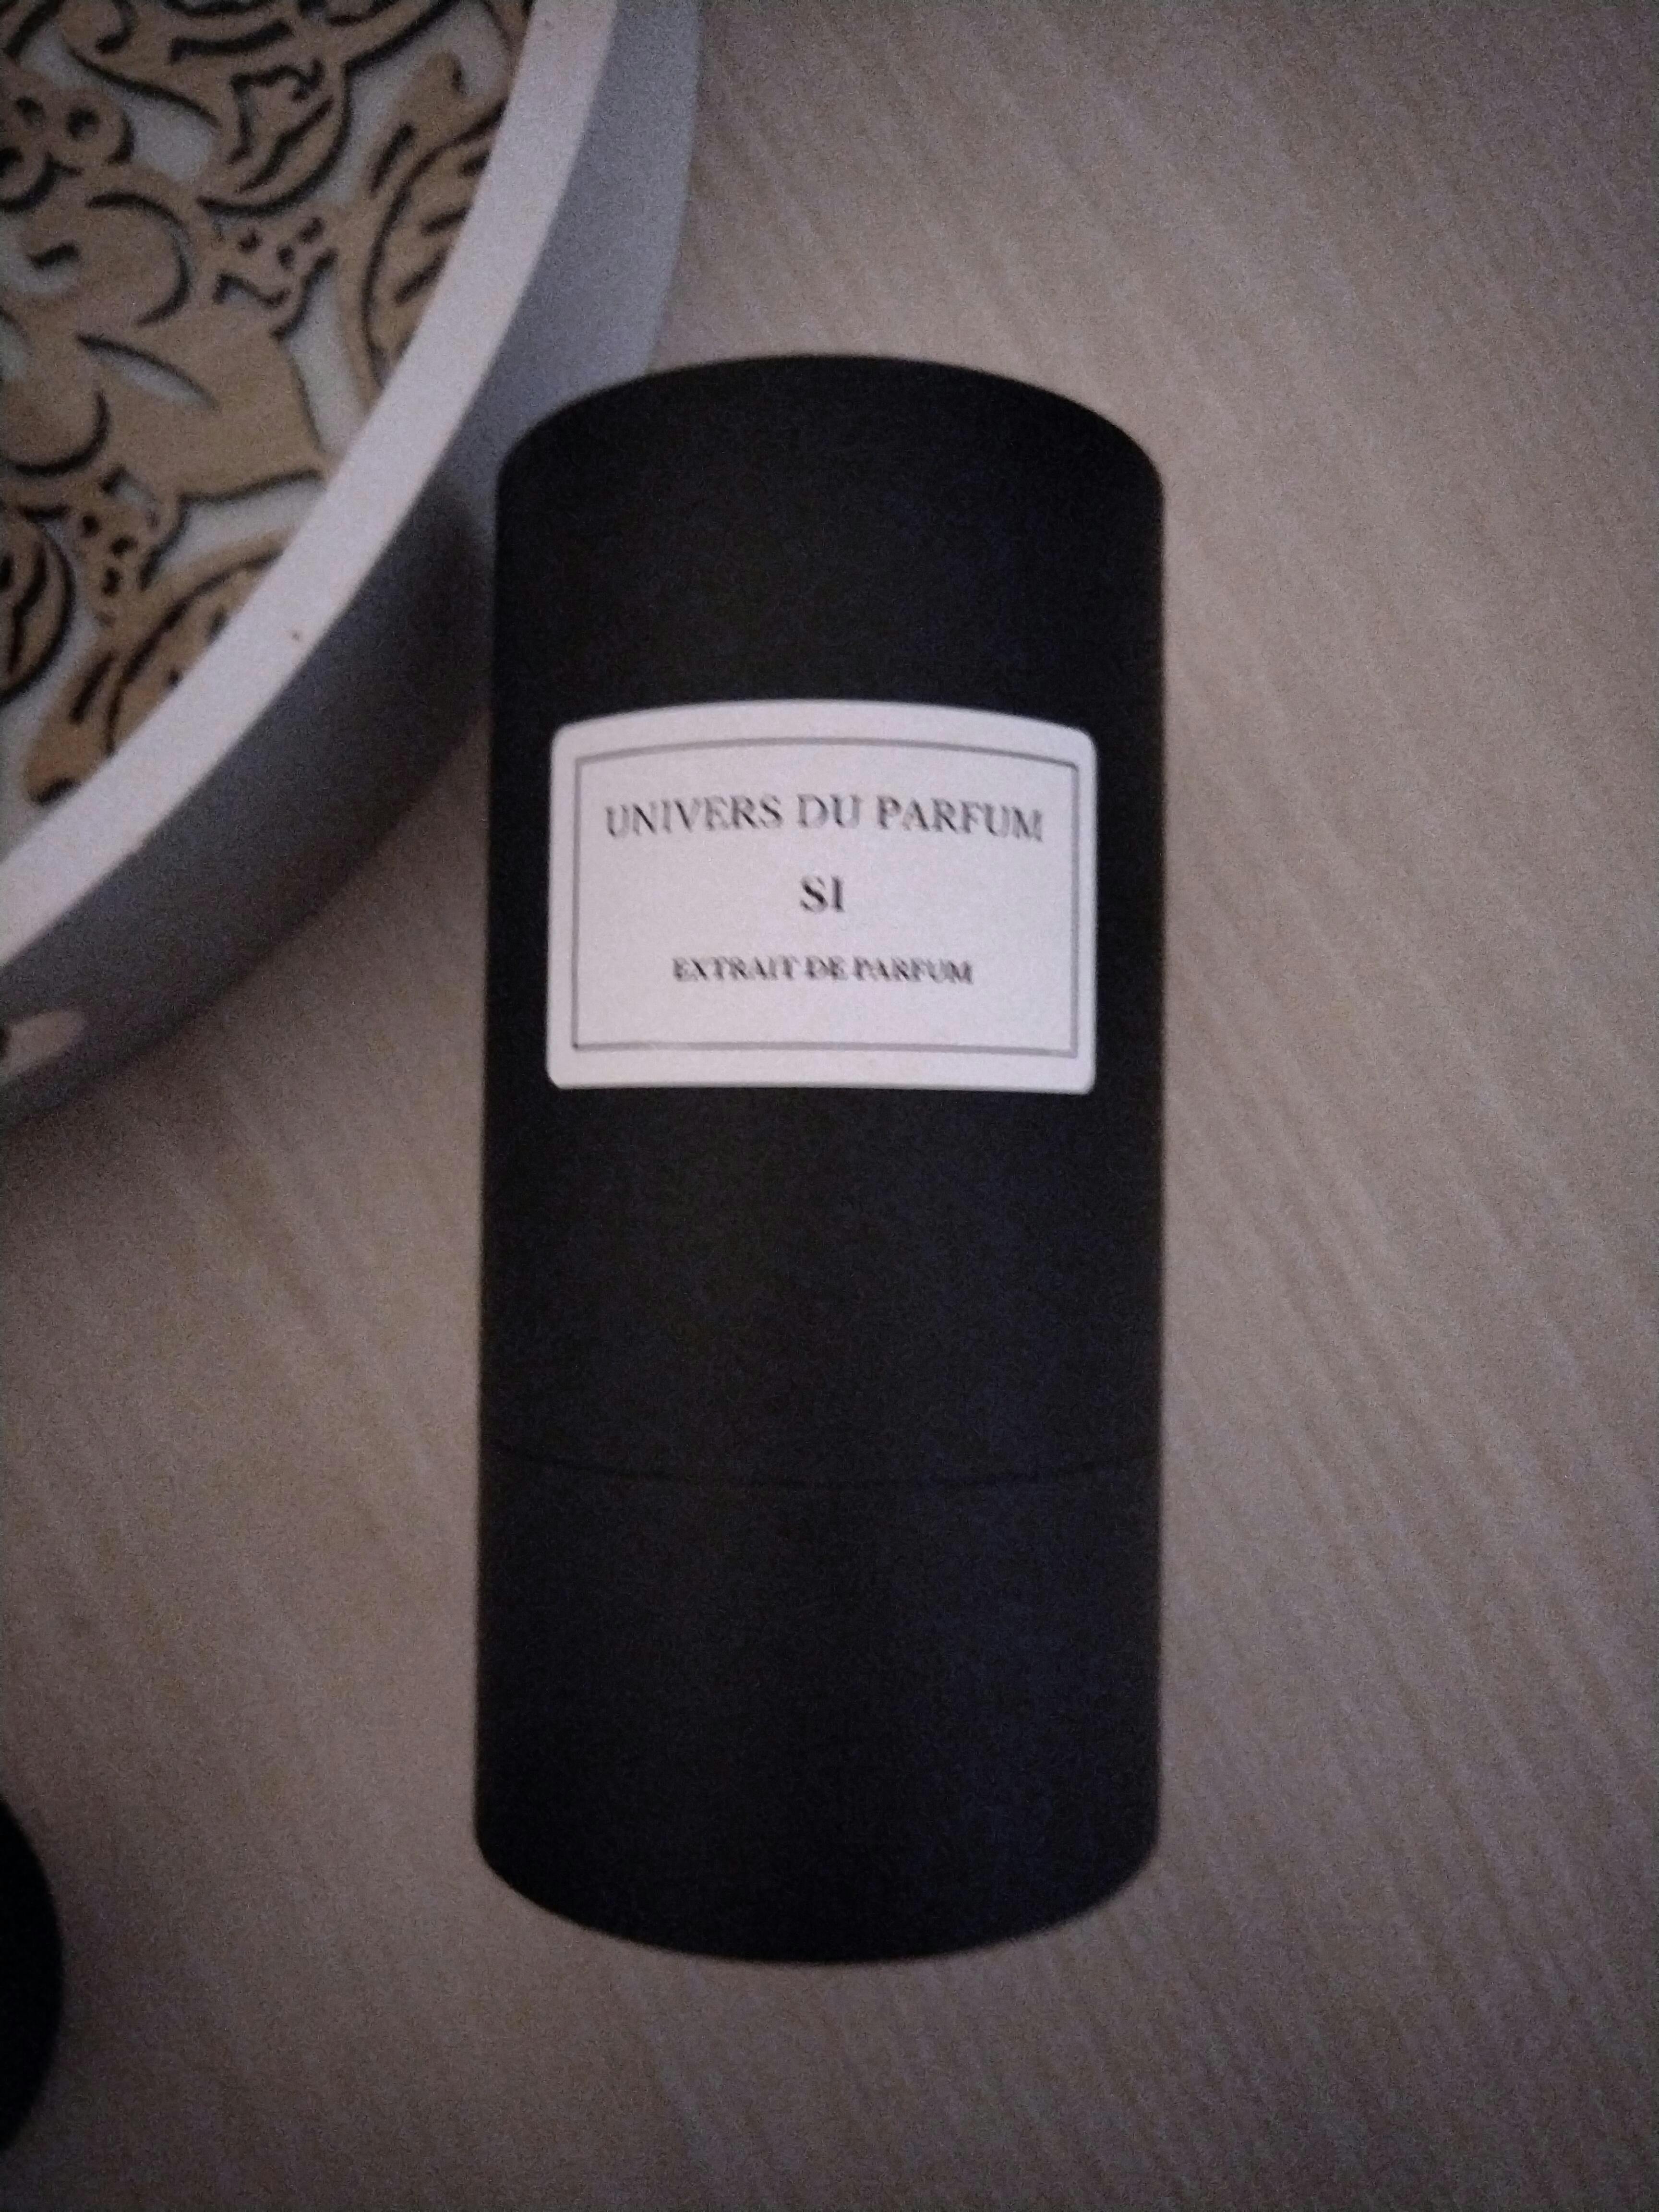 UNIVERS DU PARFUM
SI
EXTRAIT DE PARFUM